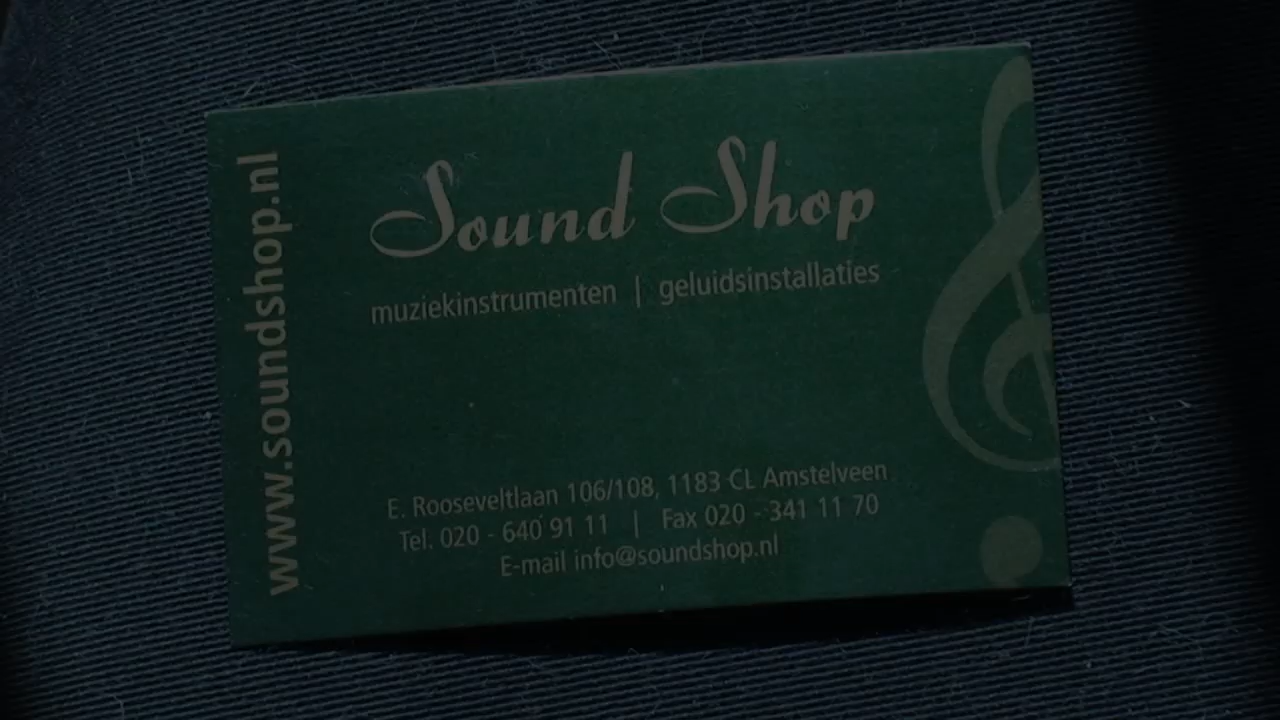 www.soundshop.nl
Sound Shop
muziekinstrumenten | geluidsinstallaties
E. Rooseveltlaan 106/108, 1183 CL Amstelveen
Tel. 020 - 640 91 11 | Fax 020 - 341 11 70
E-mail info@soundshop.nl